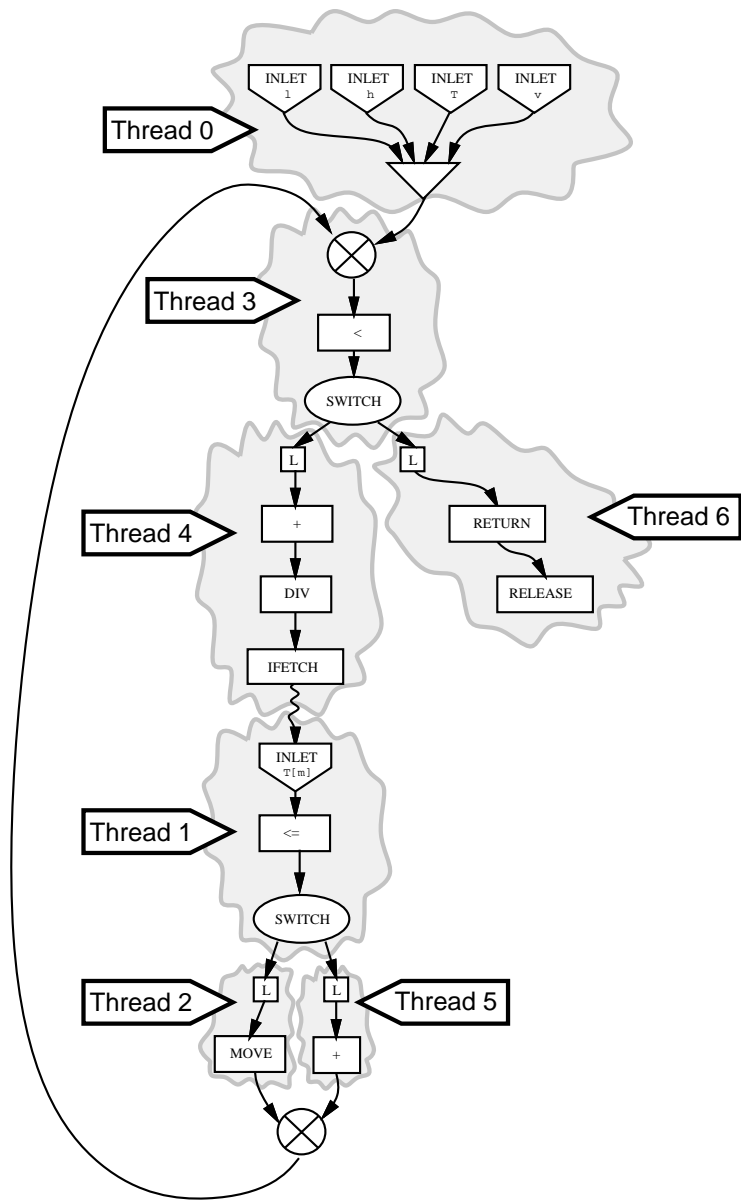 INLET
l
INLET
h
INLET
T
INLET
v
Thread 0
Thread 3
<
SWITCH
L
L
Thread 4
+
RETURN
Thread 6
DIV
RELEASE
IFETCH
INLET
T[m]
Thread 1
<=
SWITCH
Thread 2
L
L
Thread 5
MOVE
+